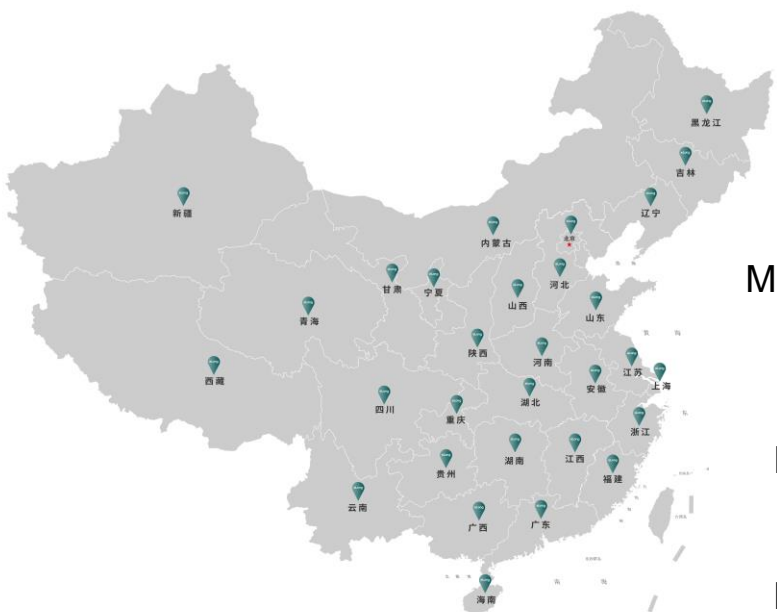 黑龙江
吉林
辽宁
新疆
内蒙古
北京
甘肃
宁夏
河北
山西
山东
青海
陕西
河南
江苏
西藏
安徽
上海
四川
湖北
重庆
浙江
湖南
江西
贵州
福建
云南
广西
广东
海南
M